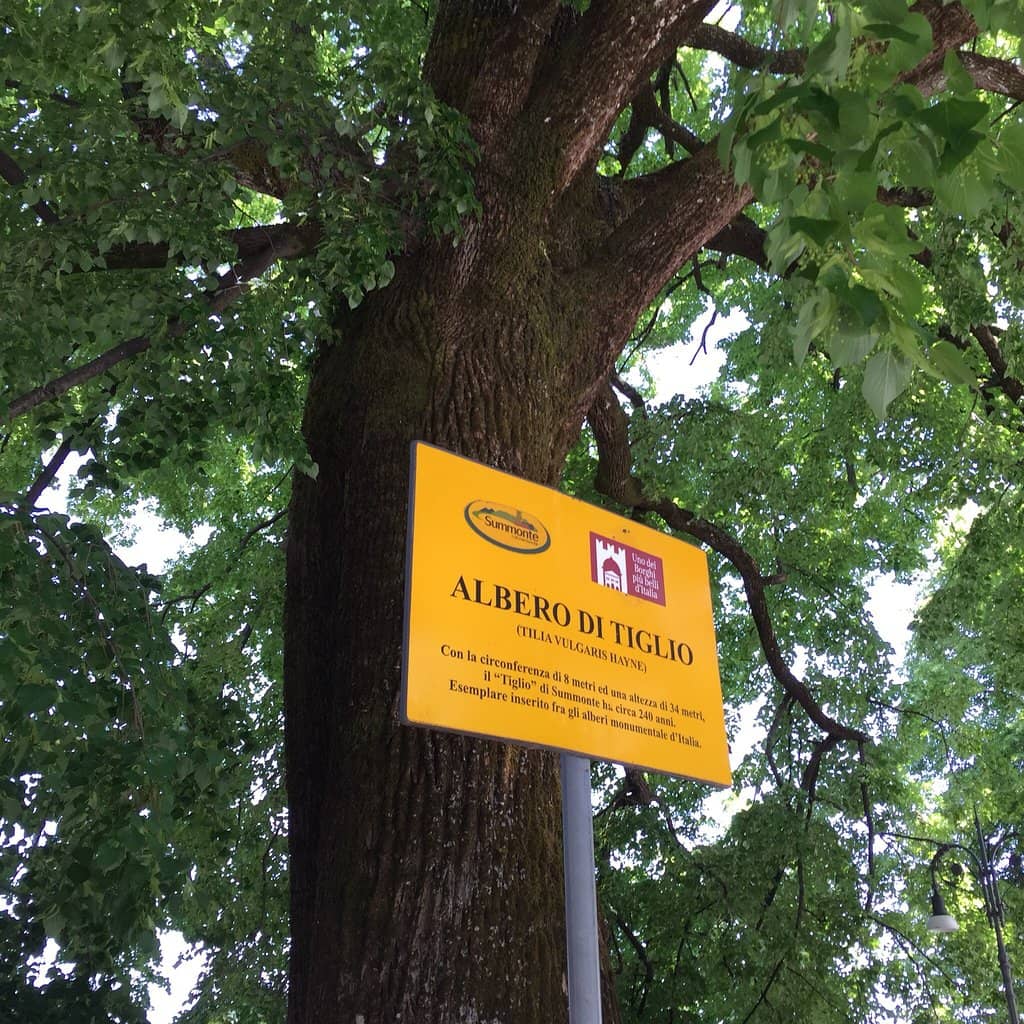 Summonte
Uno dei
Borghi
più belli
d'Italia
ALBERO DI TIGLIO
(TILIA VULGARIS HAYNE)
Con la circonferenza di 8 metri ed una altezza di 34 metri,
il “Tiglio” di Summonte ha circa 240 anni.
Esemplare inserito fra gli alberi monumentale d’Italia.